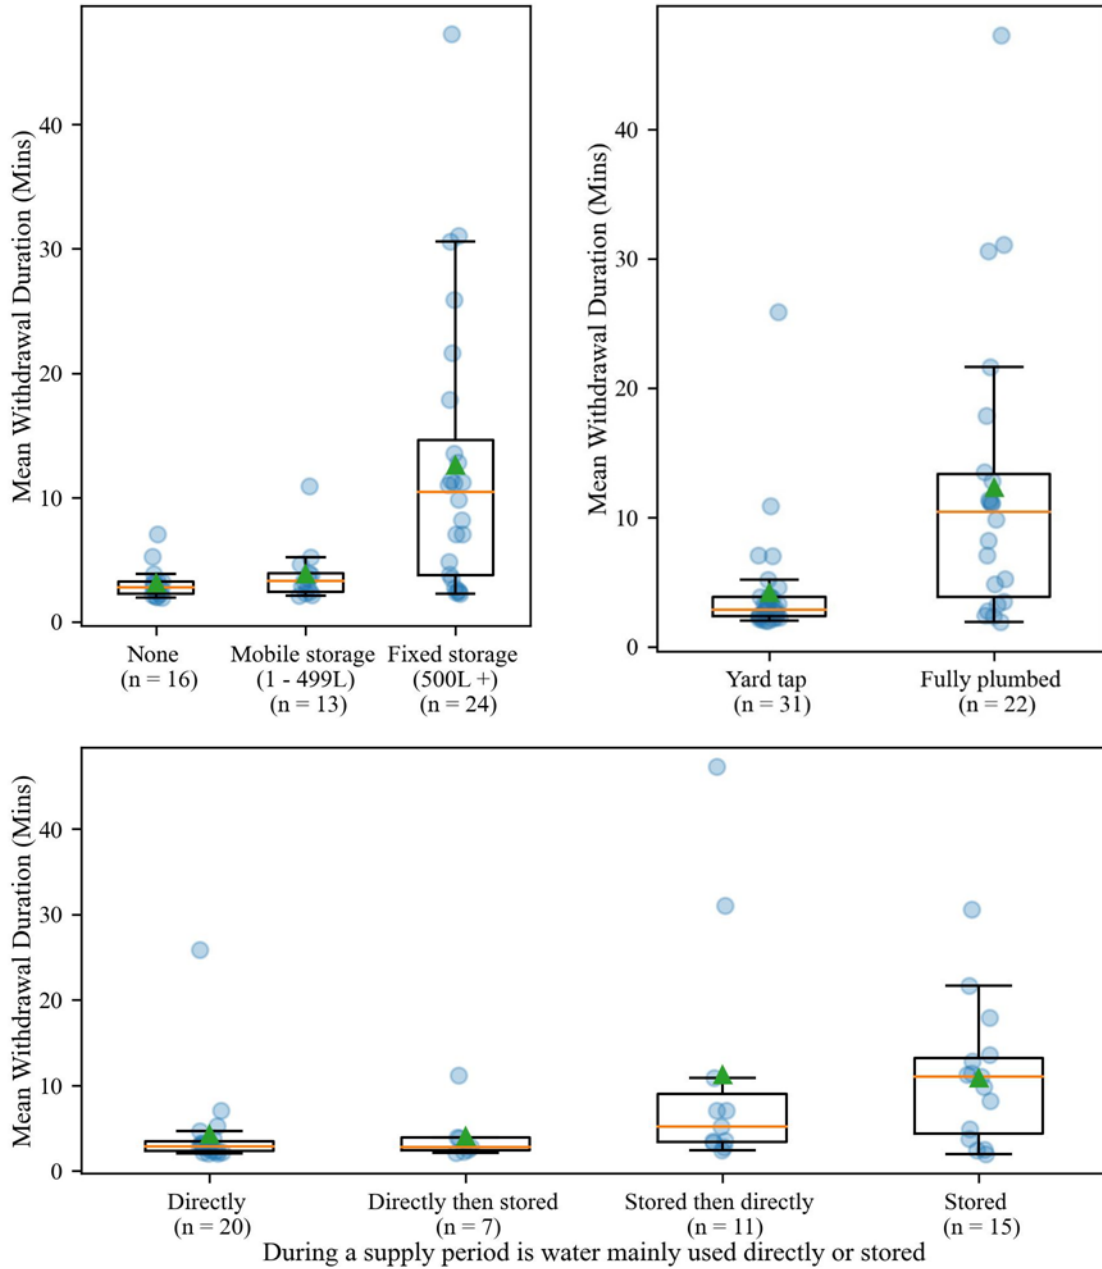 Mean Withdrawal Duration (Mins)
40
30
20
10
0
None
(n = 16)
Mobile storage
(1 - 499L)
(n = 13)
Fixed storage
(500L +)
(n = 24)
Mean Withdrawal Duration (Mins)
40
30
20
10
0
Yard tap
(n = 31)
Fully plumbed
(n = 22)
Mean Withdrawal Duration (Mins)
40
30
20
10
0
Directly
(n = 20)
Directly then stored
(n = 7)
Stored then directly
(n = 11)
Stored
(n = 15)
During a supply period is water mainly used directly or stored